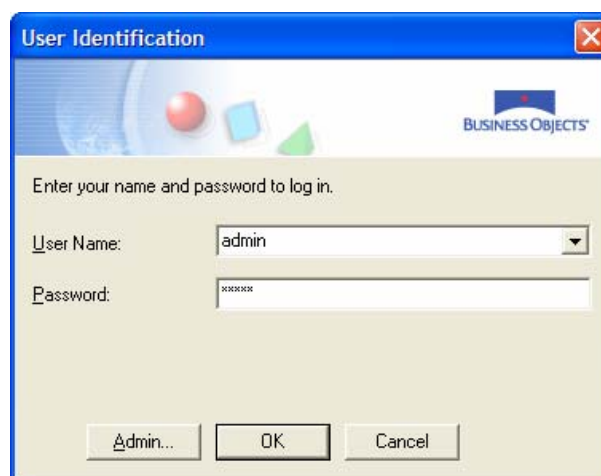 User Identification
BUSINESS OBJECTS
Enter your name and password to log in.
User Name:
admin
Password:
*****
Admin...
OK
Cancel